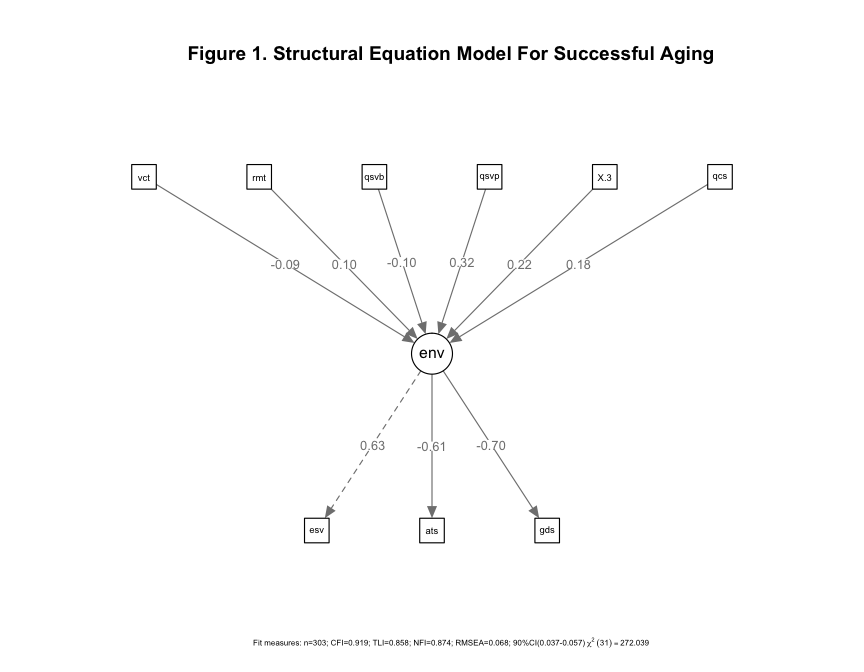 Figure 1. Structural Equation Model For Successful Aging
vct rmt qsvb qsvp X.3 qcs
-0.09 0.10 -0.10 0.32 0.22 0.18
env
0.63 -0.61 -0.70
esv ats gds
Fit measures: n=303; CFI=0.919; TLI=0.858; NFI=0.874; RMSEA=0.068; 90%CI(0.037-0.057) χ² (31) = 272.039